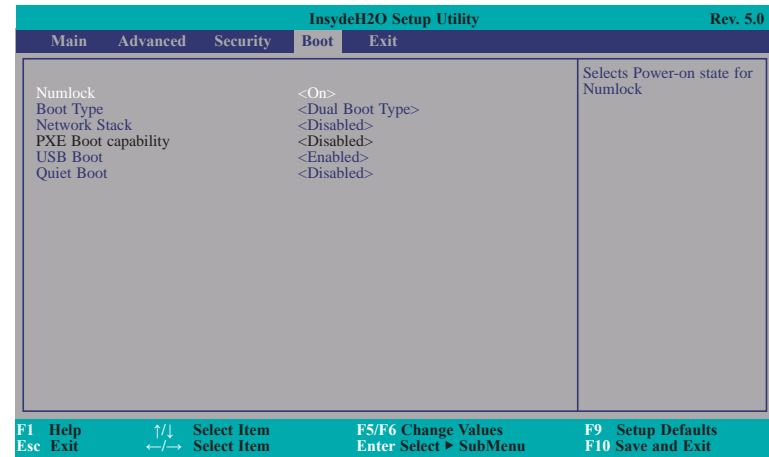 InsydeH2O Setup Utility Rev. 5.0
Main Advanced Security Boot Exit
Numlock <On>
Boot Type <Dual Boot Type>
Network Stack <Disabled>
PXE Boot capability <Disabled>
USB Boot <Enabled>
Quiet Boot <Disabled>
Selects Power-on state for
Numlock
F1 Help ↑/↓ Select Item F5/F6 Change Values F9 Setup Defaults
Esc Exit ←/→ Select Item Enter Select ▶ SubMenu F10 Save and Exit